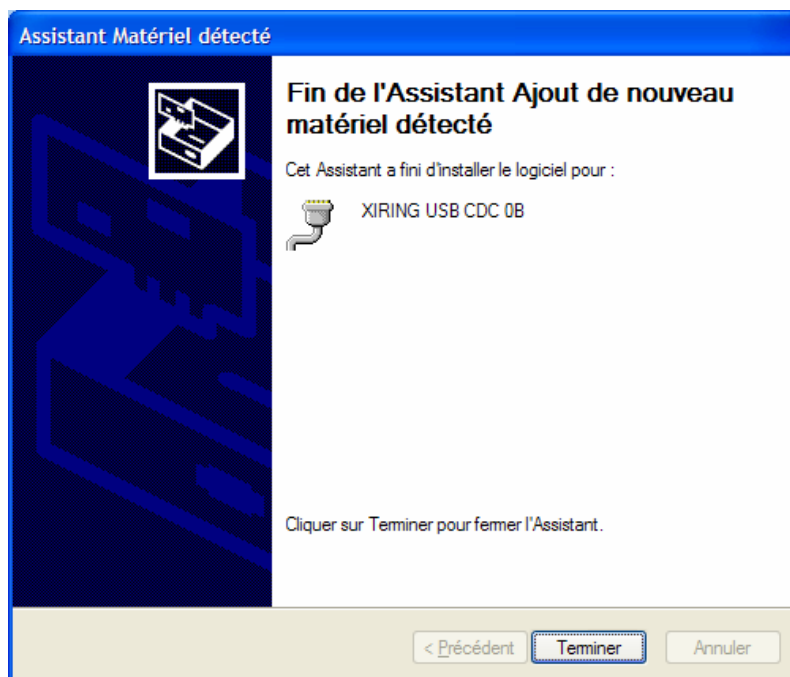 Assistant Matériel détecté
Fin de l'Assistant Ajout de nouveau
matériel détecté
Cet Assistant a fini d'installer le logiciel pour :
XIRING USB CDC 0B
Cliquer sur Terminer pour fermer l'Assistant.
< Précédent
Terminer
Annuler